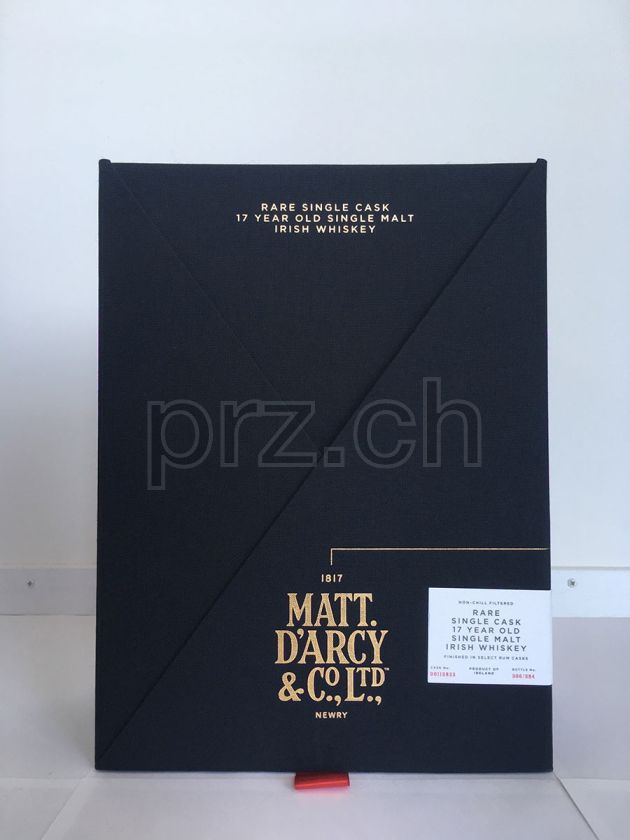 RARE SINGLE CASK
17 YEAR OLD SINGLE MALT
IRISH WHISKEY
prz.ch
1817
MATT.
D'ARCY
& Co., LTD.,™
NEWRY
NON-CHILL FILTERED
RARE
SINGLE CASK
17 YEAR OLD
SINGLE MALT
IRISH WHISKEY
FINISHED IN SELECT RUM CASKS
CASK No:
PRODUCT OF
IRELAND
BOTTLE No: